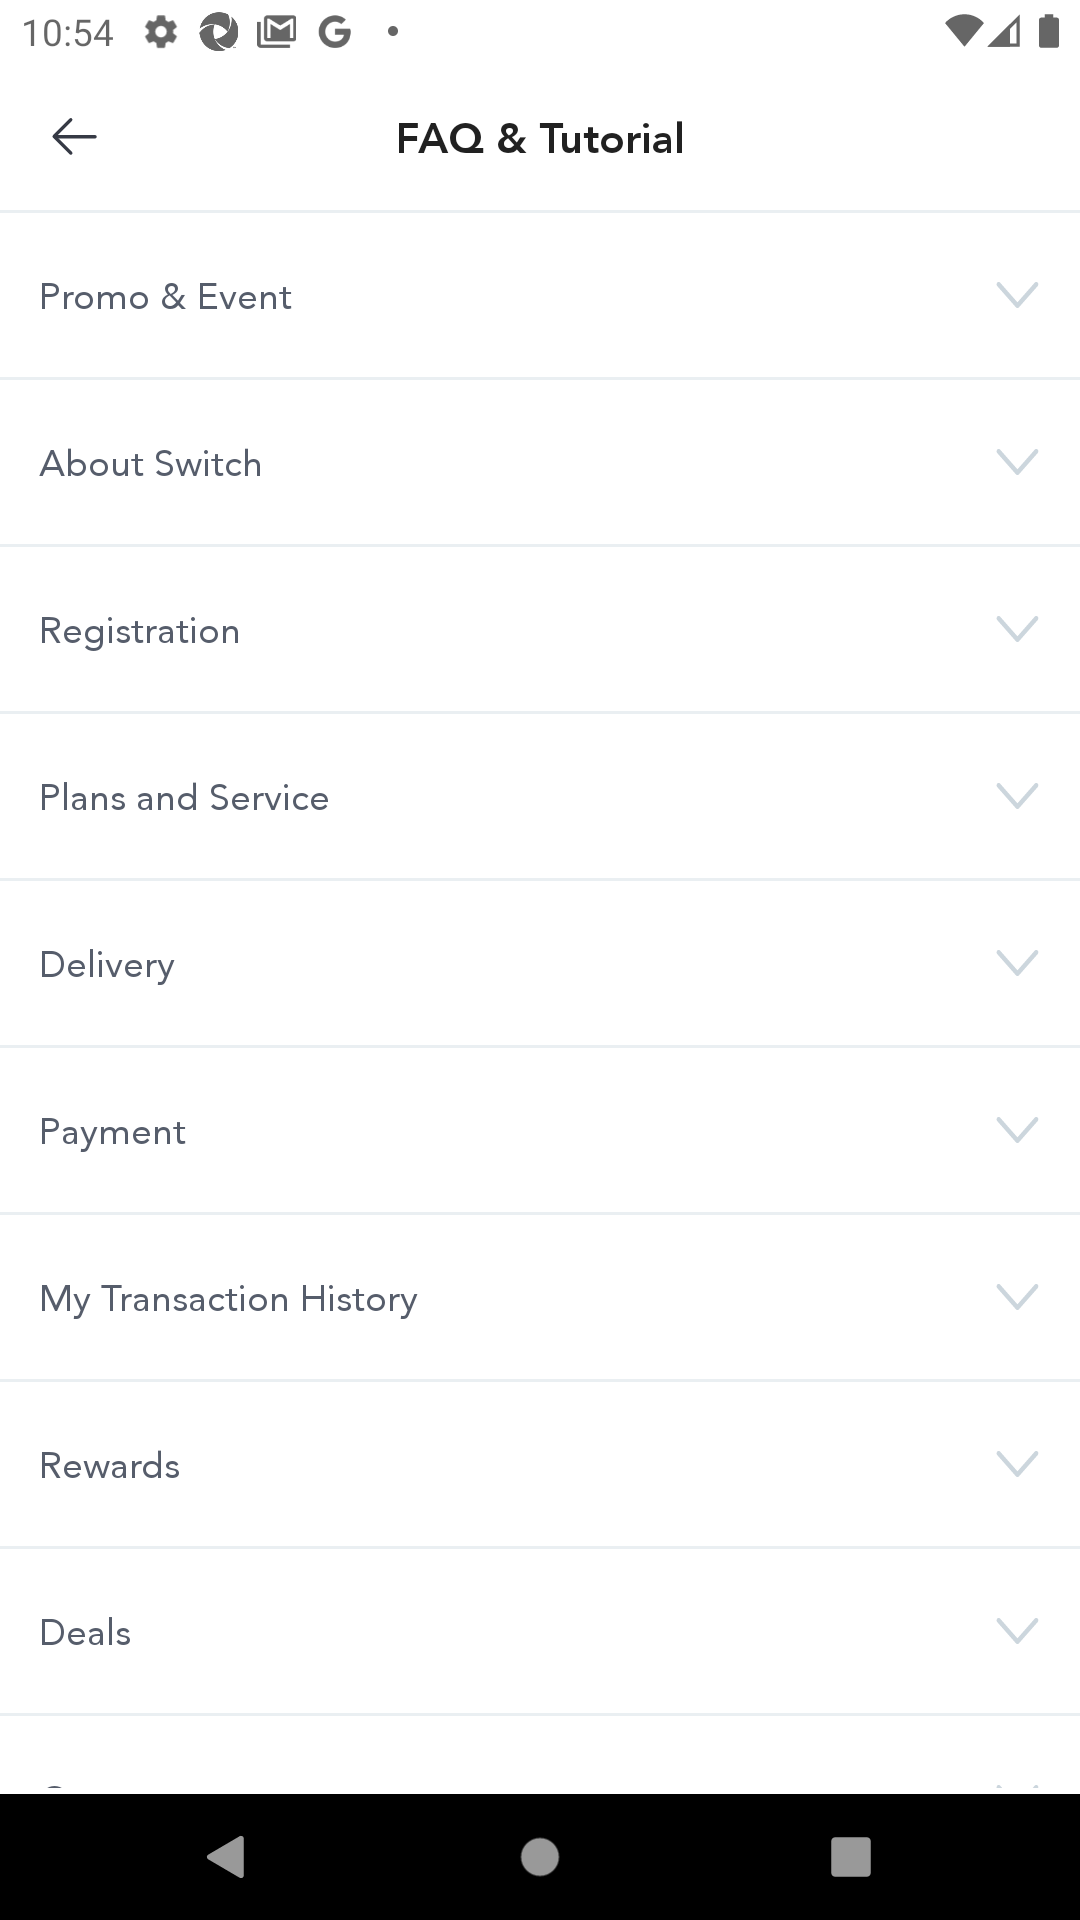 10:54
FAQ & Tutorial
Promo & Event
About Switch
Registration
Plans and Service
Delivery
Payment
My Transaction History
Rewards
Deals